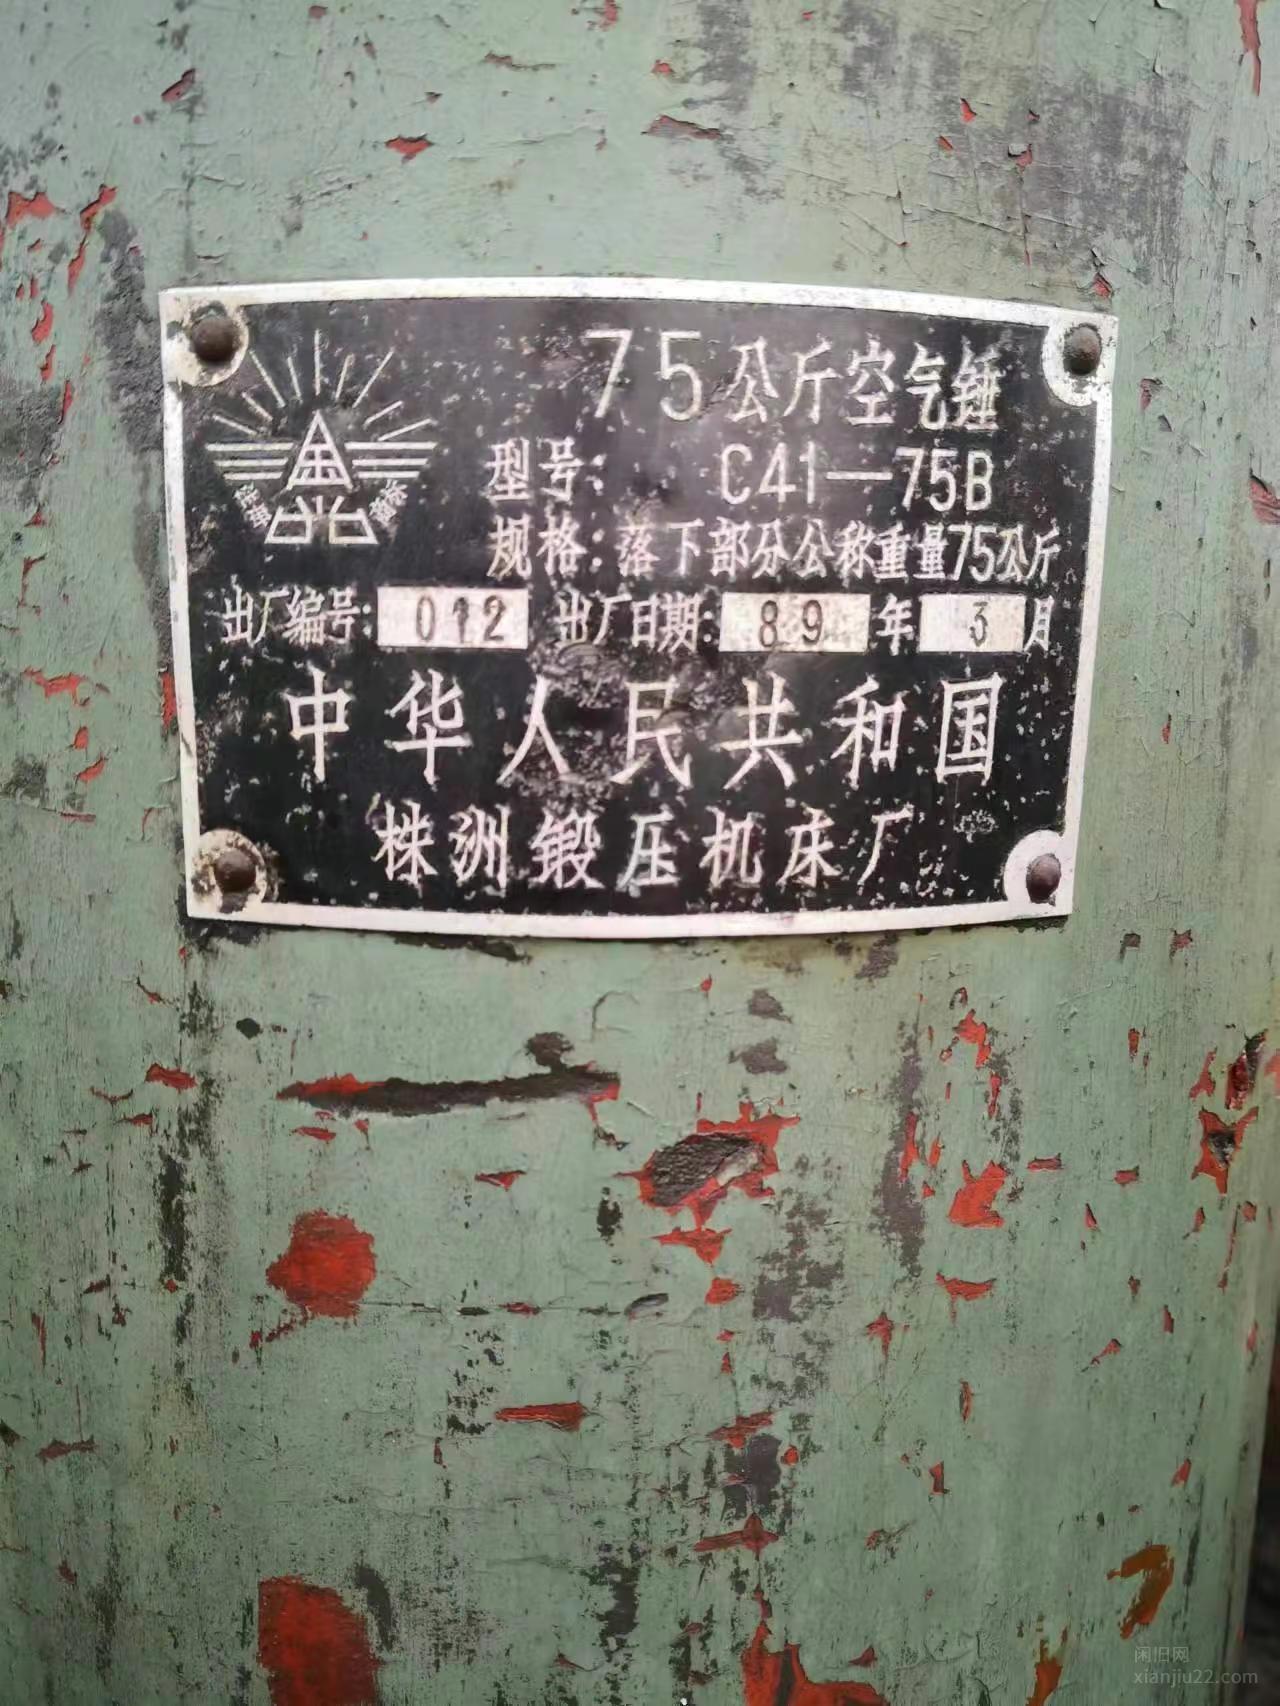 75公斤空气锤
型号: C41—75B
规格:落下部分公称重量75公斤
出厂编号: 012 出厂日期: 89 年 3 月
中华人民共和国
株洲锻压机床厂
闲旧网
xianjiu22.com